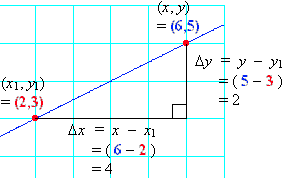 (x, y)
= (6,5)
(x₁, y₁)
= (2,3)
Δy = y − y₁
= ( 5 − 3 )
= 2
Δx = x − x₁
= ( 6 − 2 )
= 4